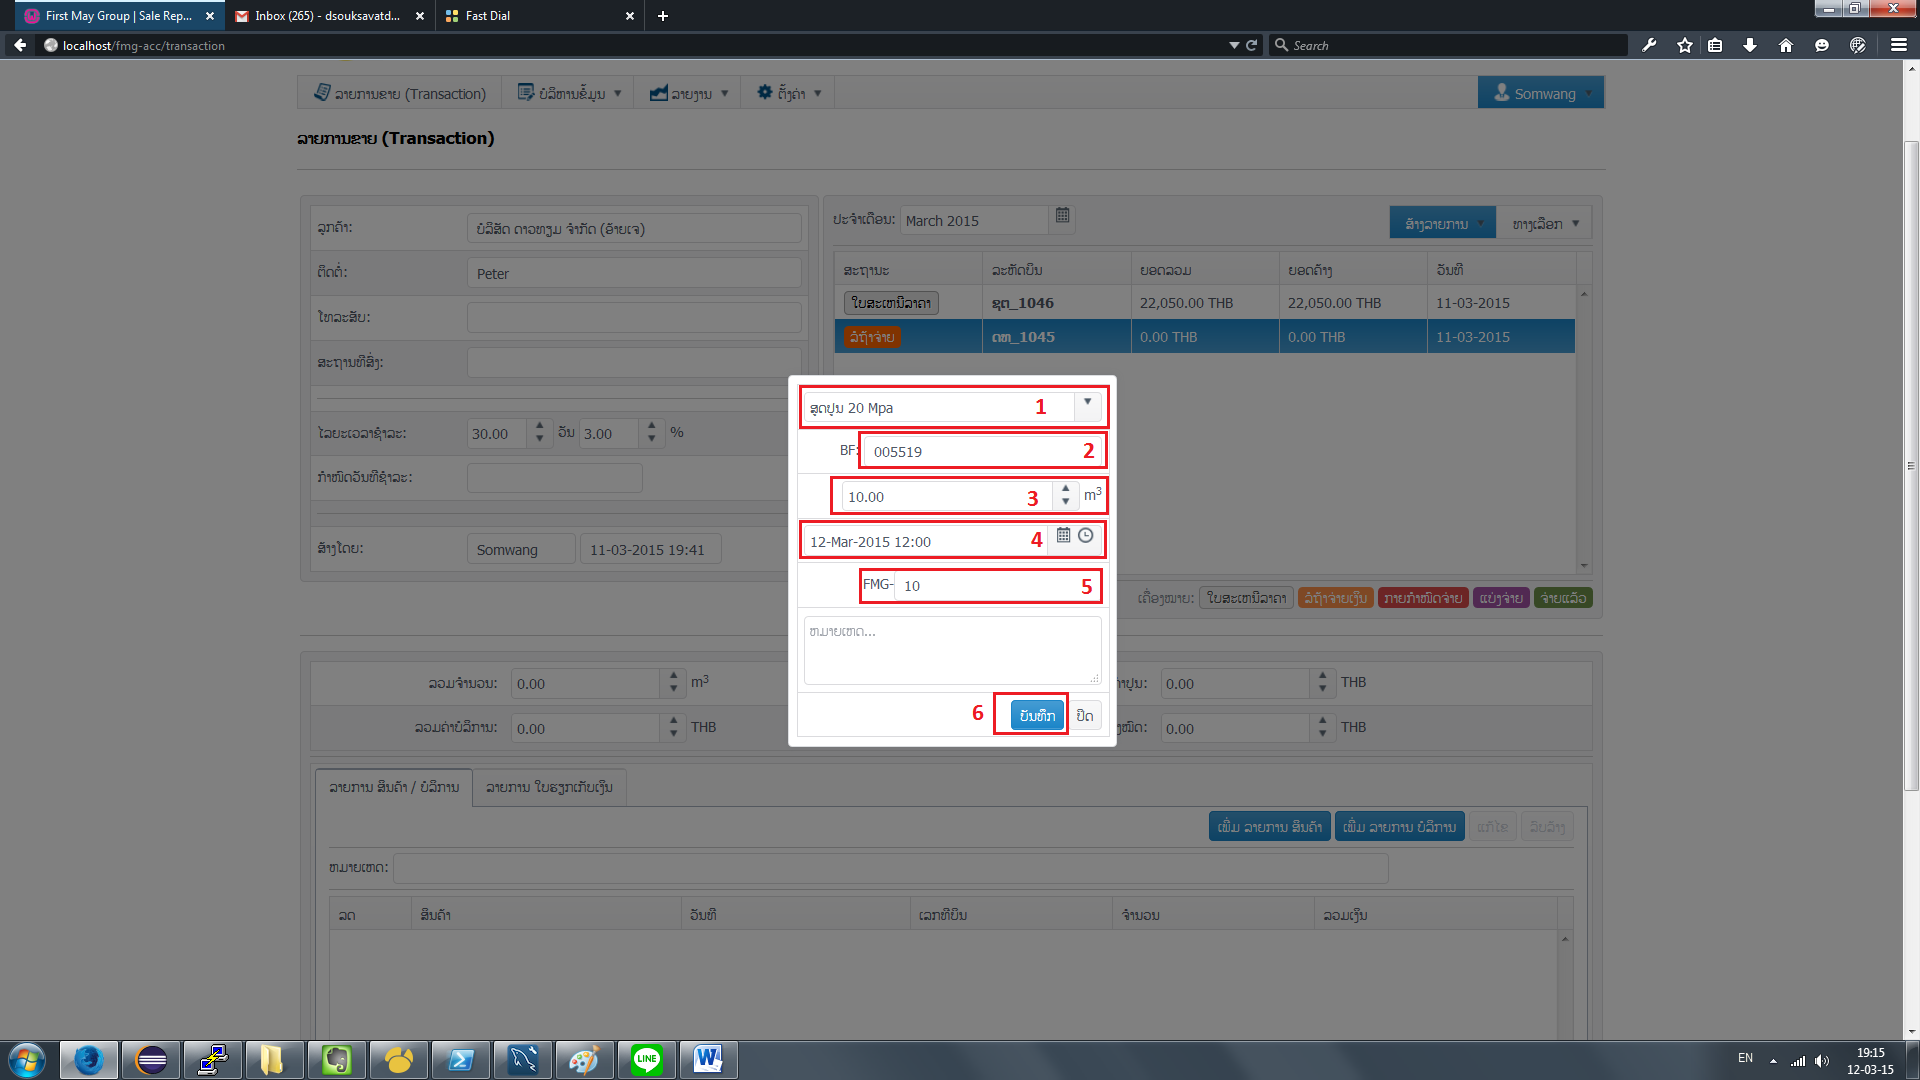 First May Group | Sale Rep...
Inbox (265) - dsouksavatd...
Fast Dial
localhost/fmg-acc/transaction
Search
ລາຍການຂາຍ (Transaction)
ບໍລິຫານຂໍ້ມູນ
ລາຍງານ
ຕັ້ງຄ່າ
Somwang
ລາຍການຂາຍ (Transaction)
ລູກຄ້າ:
ບໍລິສັດ ດາວທຽມ ຈຳກັດ (ອ້າຍເຈ)
ຕິດຕໍ່:
Peter
ໂທລະສັບ:
ສະຖານທີ່ສົ່ງ:
ໄລຍະເວລາຊຳລະ:
30.00
ວັນ
3.00
%
ກຳໜົດວັນທີຊຳລະ:
ສ້າງໂດຍ:
Somwang
11-03-2015 19:41
ປະຈຳເດືອນ:
March 2015
ສ້າງລາຍການ
ທາງເລືອກ
ສະຖານະ
ລະຫັດບິນ
ຍອດລວມ
ຍອດຄ້າງ
ວັນທີ
ໃບສະເໜີລາຄາ
ຊຕ_1046
22,050.00 THB
22,050.00 THB
11-03-2015
ລໍຖ້າຈ່າຍ
ດຫ_1045
0.00 THB
0.00 THB
11-03-2015
ເຄື່ອງໝາຍ:
ໃບສະເໜີລາຄາ
ລໍຖ້າຈ່າຍເງິນ
ກາຍກຳໜົດຈ່າຍ
ແບ່ງຈ່າຍ
ຈ່າຍແລ້ວ
ສູດປູນ 20 Mpa
1
BF:
005519
2
10.00
3
m3
12-Mar-2015 12:00
4
FMG-
10
5
ຫມາຍເຫດ...
6
ບັນທຶກ
ປິດ
ລວມຈຳນວນ:
0.00
m3
0.00
THB
ລວມຄ່າບໍລິການ:
0.00
THB
0.00
THB
ລາຍການ ສິນຄ້າ / ບໍລິການ
ລາຍການ ໃບຮຽກເກັບເງິນ
ເພີ່ມ ລາຍການ ສິນຄ້າ
ເພີ່ມ ລາຍການ ບໍລິການ
ແກ້ໄຂ
ລຶບລ້າງ
ຫມາຍເຫດ:
ລດ
ສິນຄ້າ
ວັນທີ
ເລກທີບິນ
ຈຳນວນ
ລວມເງິນ
LINE
EN
19:15
12-03-15